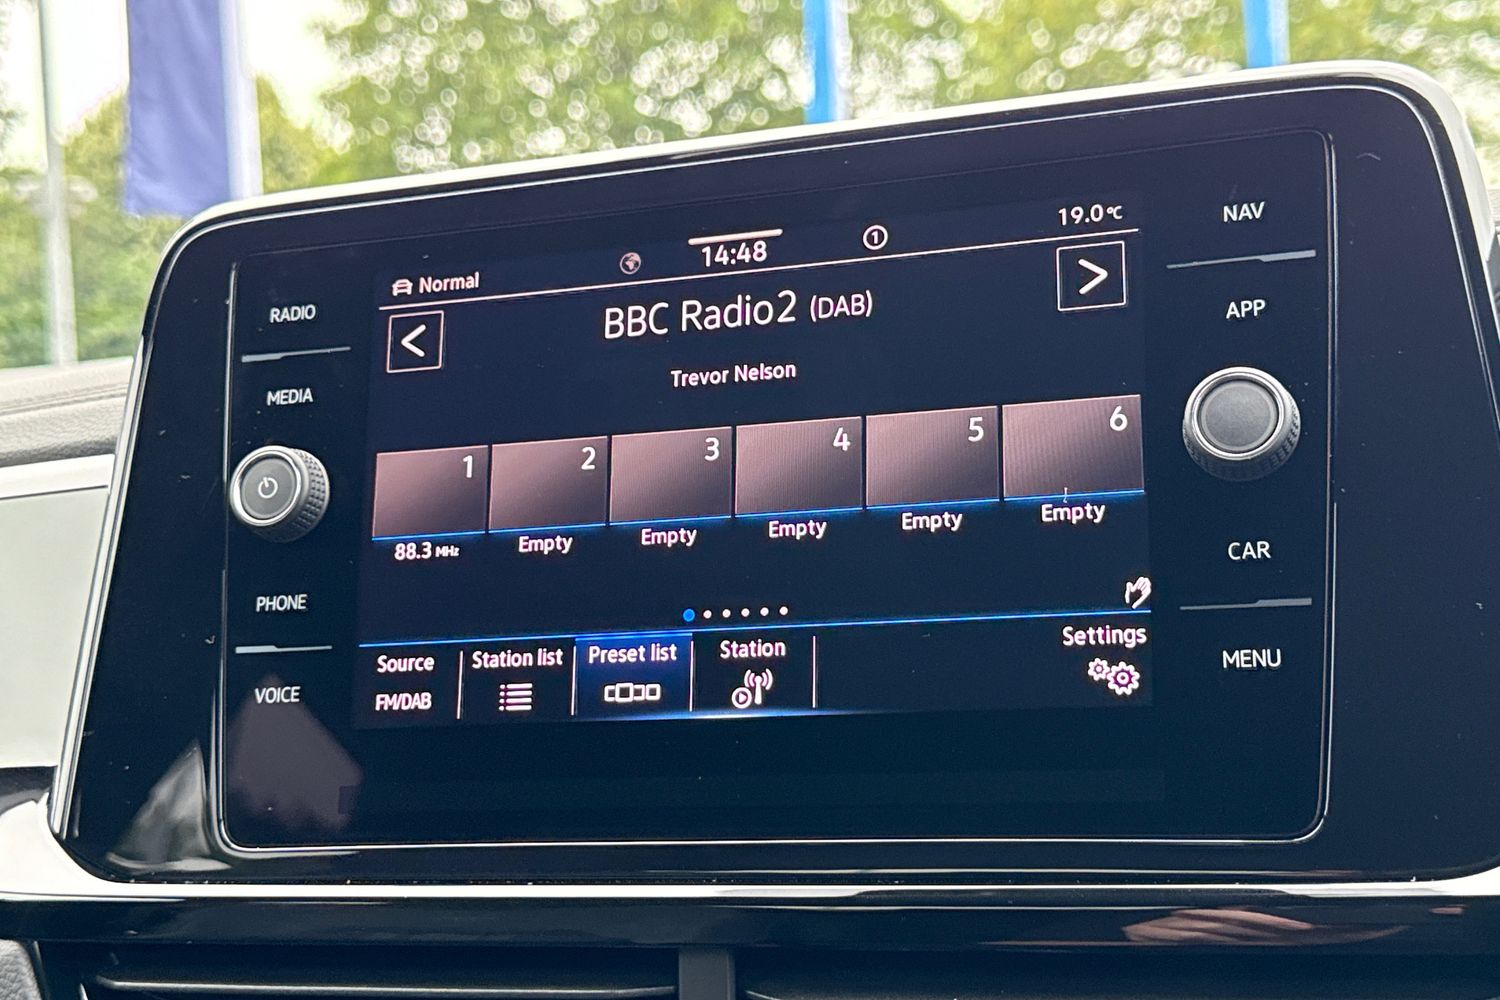 Normal
14:48
1
19.0°C
BBC Radio2 (DAB)
Trevor Nelson
1 2 3 4 5 6
88.3 MHz Empty Empty Empty Empty Empty
Source
FM/DAB
Station list
Preset list
Station
Settings
RADIO
MEDIA
PHONE
VOICE
NAV
APP
CAR
MENU